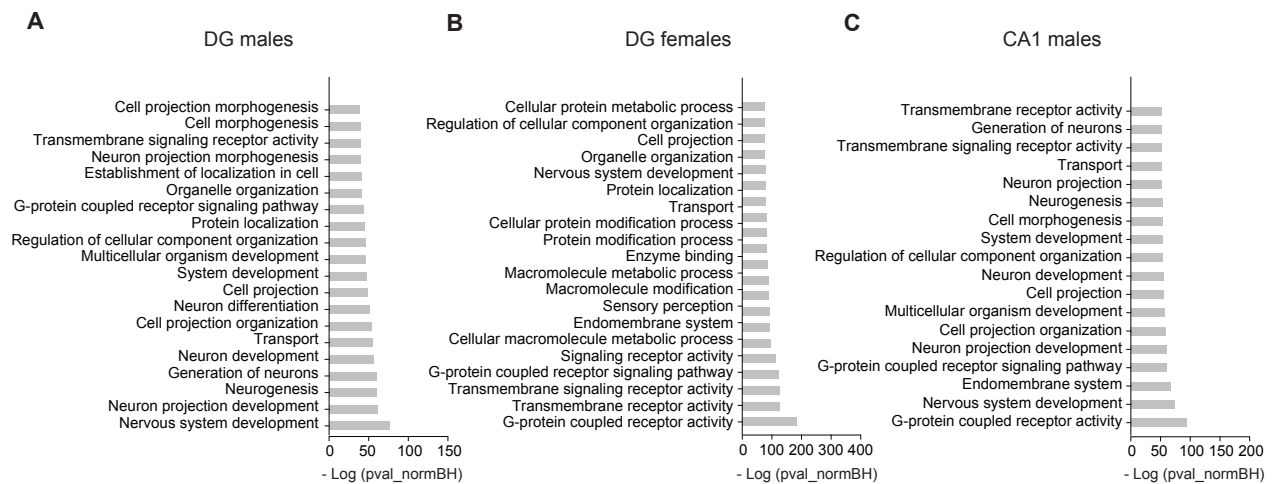 A
DG males
Cell projection morphogenesis
Cell morphogenesis
Transmembrane signaling receptor activity
Neuron projection morphogenesis
Establishment of localization in cell
Organelle organization
G-protein coupled receptor signaling pathway
Protein localization
Regulation of cellular component organization
Multicellular organism development
System development
Cell projection
Neuron differentiation
Cell projection organization
Transport
Neuron development
Generation of neurons
Neurogenesis
Neuron projection development
Nervous system development
0 50 100 150
- Log (pval_normBH)
B
DG females
Cellular protein metabolic process
Regulation of cellular component organization
Cell projection
Organelle organization
Nervous system development
Protein localization
Transport
Cellular protein modification process
Protein modification process
Enzyme binding
Macromolecule metabolic process
Macromolecule modification
Sensory perception
Endomembrane system
Cellular macromolecule metabolic process
Signaling receptor activity
G-protein coupled receptor signaling pathway
Transmembrane signaling receptor activity
Transmembrane receptor activity
G-protein coupled receptor activity
0 100 200 300 400
- Log (pval_normBH)
C
CA1 males
Transmembrane receptor activity
Generation of neurons
Transmembrane signaling receptor activity
Transport
Neuron projection
Neurogenesis
Cell morphogenesis
System development
Regulation of cellular component organization
Neuron development
Cell projection
Multicellular organism development
Cell projection organization
Neuron projection development
G-protein coupled receptor signaling pathway
Endomembrane system
Nervous system development
G-protein coupled receptor activity
0 50 100 150 200
- Log (pval_normBH)